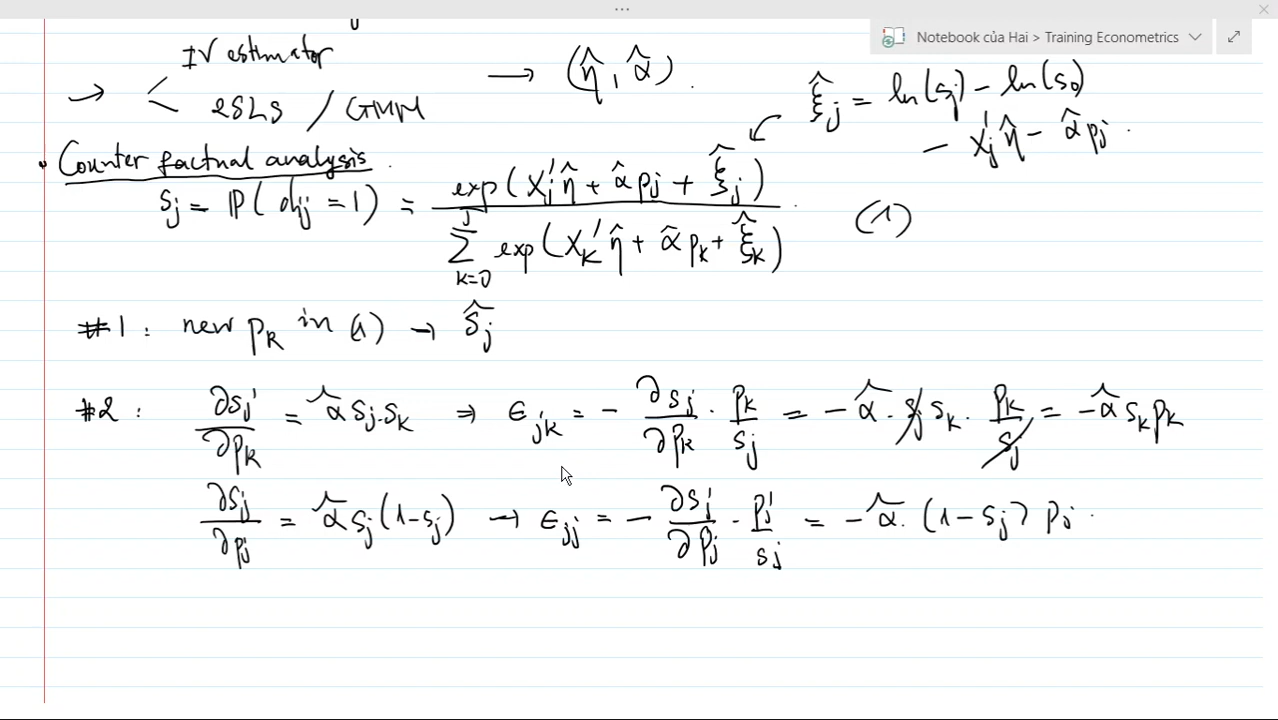 Notebook của Hai > Training Econometrics
IV estimator
→ 2SLS / GMM → (η̂, α̂).
ξ̂_j = ln(s_j) − ln(s_0)
− X_j'η̂ − α̂p_j.
• Counter factual analysis.
s_j = ℙ(d_ij = 1) = exp(X_j'η̂ + α̂p_j + ξ̂_j) / Σ_{k=0}^{J} exp(X_k'η̂ + α̂p_k + ξ̂_k). (1)
#1: new p_k in (1) → ŝ_j
#2: ∂s_j/∂p_k = α̂s_j.s_k ⇒ ϵ_jk = − ∂s_j/∂p_k · p_k/s_j = −α̂ · s_j s_k · p_k/s_j = −α̂s_k p_k
∂s_j/∂p_j = α̂s_j(1−s_j) → ϵ_jj = − ∂s_j/∂p_j · p_j/s_j = −α̂.(1−s_j)p_j.